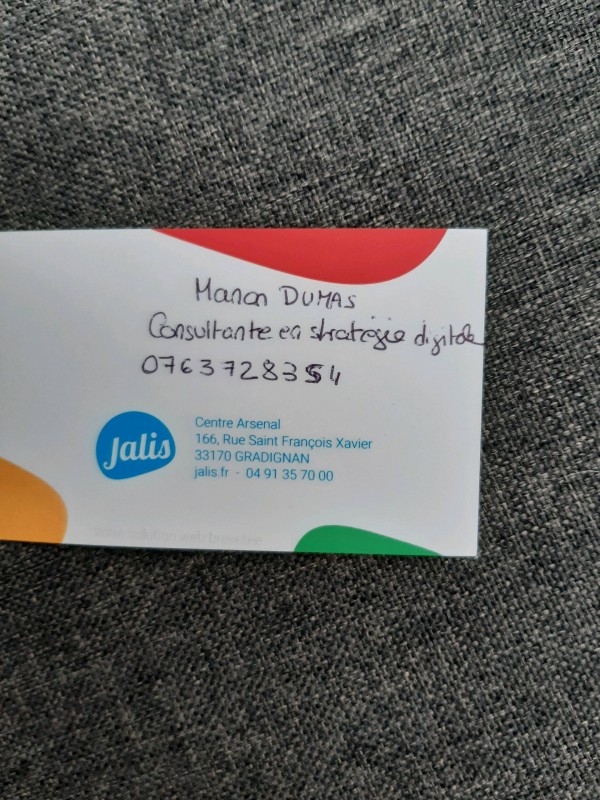 Manon DUMAS
Consultante en stratégie digitale
0763728354
Jalis
Centre Arsenal
166, Rue Saint François Xavier
33170 GRADIGNAN
jalis.fr - 04 91 35 70 00